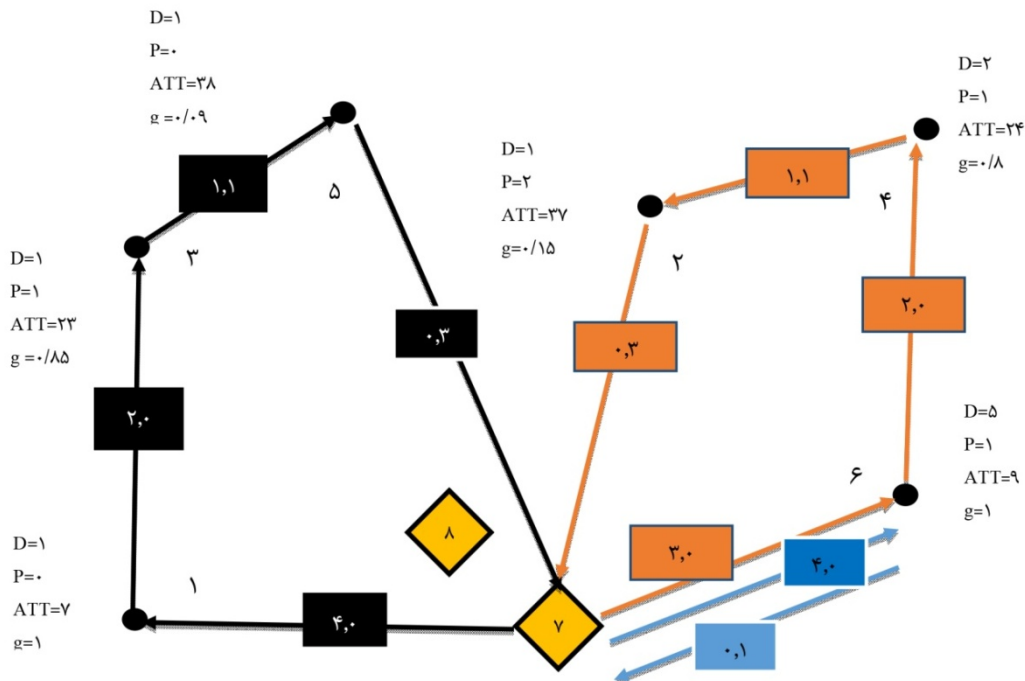 D=۱
P=۰
ATT=۳۸
g =۰/۰۹
۱,۱
۵
D=۱
P=۱
ATT=۲۳
g =۰/۸۵
۳
۰,۳
۲,۰
D=۱
P=۰
ATT=۷
g=۱
۱
۴,۰
۸
۷
D=۱
P=۲
ATT=۳۷
g=۰/۱۵
۲
۱,۱
D=۲
P=۱
ATT=۲۴
g=۰/۸
۴
۰,۳
۲,۰
D=۵
P=۱
ATT=۹
g=۱
۶
۳,۰
۴,۰
۰,۱